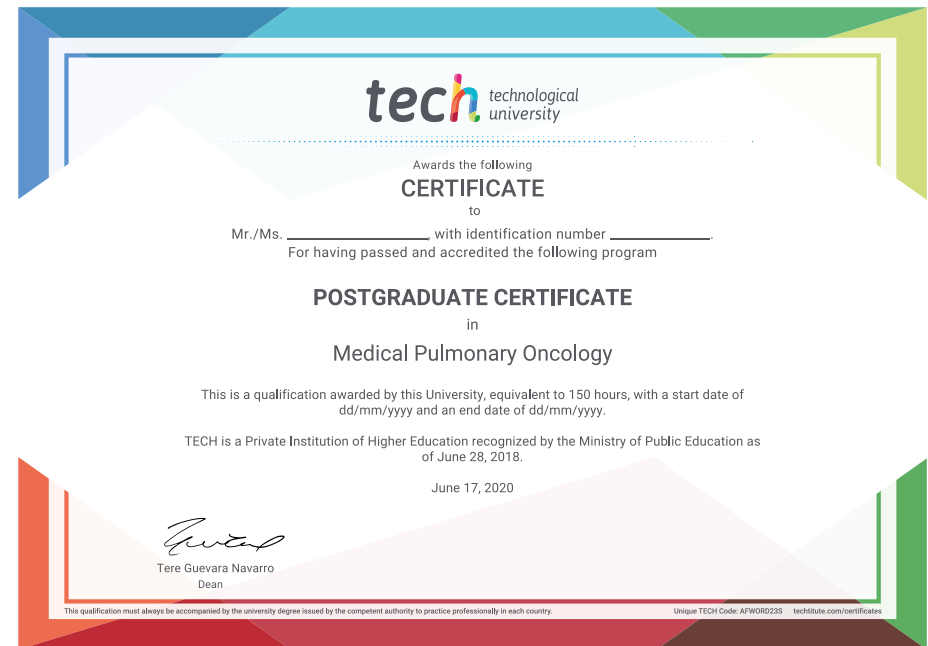 tech technological
university
Awards the following
CERTIFICATE
to
Mr./Ms. ____________________, with identification number ______________.
For having passed and accredited the following program
POSTGRADUATE CERTIFICATE
in
Medical Pulmonary Oncology
This is a qualification awarded by this University, equivalent to 150 hours, with a start date of
dd/mm/yyyy and an end date of dd/mm/yyyy.
TECH is a Private Institution of Higher Education recognized by the Ministry of Public Education as
of June 28, 2018.
June 17, 2020
Tere Guevara Navarro
Dean
This qualification must always be accompanied by the university degree issued by the competent authority to practice professionally in each country. Unique TECH Code: AFWORD23S techtitute.com/certificates